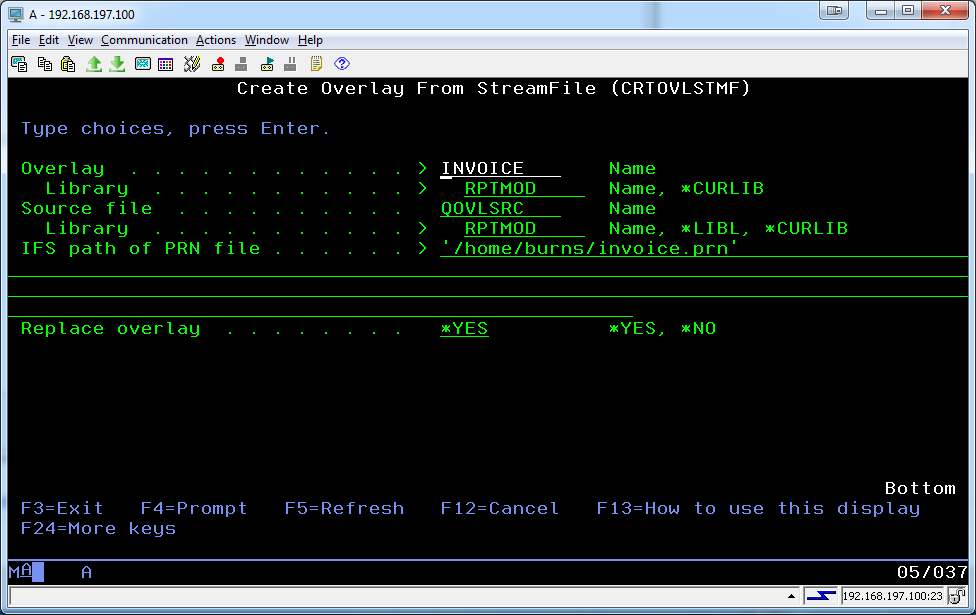 A - 192.168.197.100
File Edit View Communication Actions Window Help
Create Overlay From StreamFile (CRTOVLSTMF)
Type choices, press Enter.
Overlay . . . . . . . . . . . . > INVOICE Name
Library . . . . . . . . . . . > RPTMOD Name, *CURLIB
Source file . . . . . . . . . . QOVLSRC Name
Library . . . . . . . . . . . > RPTMOD Name, *LIBL, *CURLIB
IFS path of PRN file . . . . . . > '/home/burns/invoice.prn'
Replace overlay . . . . . . . . *YES *YES, *NO
Bottom
F3=Exit F4=Prompt F5=Refresh F12=Cancel F13=How to use this display
F24=More keys
MA A 05/037
192.168.197.100:23